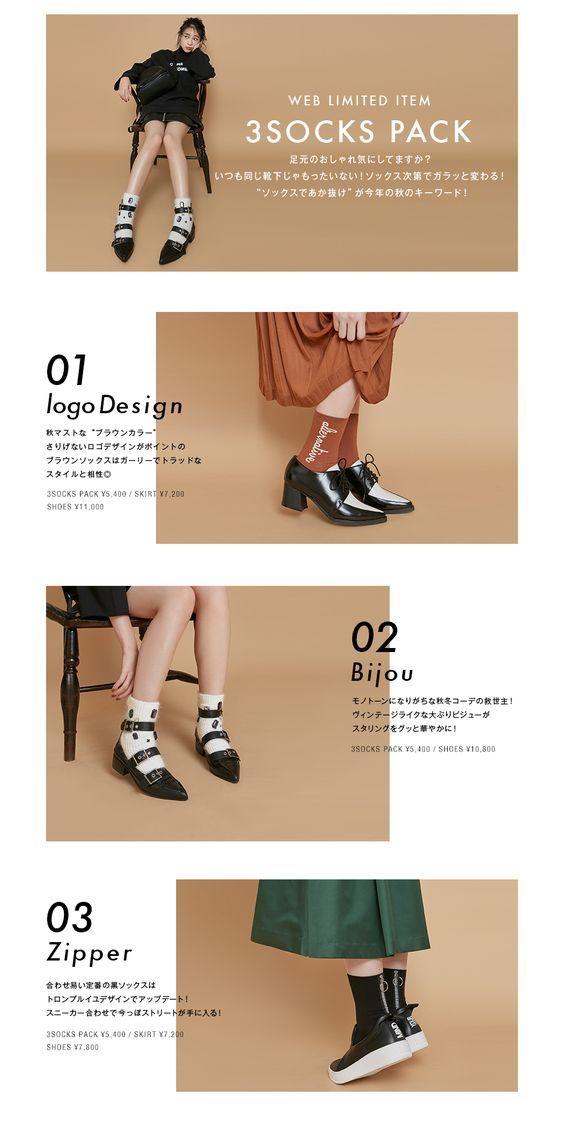 WEB LIMITED ITEM
3SOCKS PACK
足元のおしゃれ気にしてますか?
いつも同じ靴下じゃもったいない!ソックス次第でガラッと変わる!
“ソックスであか抜け”が今年の秋のキーワード!
01
logo Design
秋マストな “ブラウンカラー”
さりげないロゴデザインがポイントの
ブラウンソックスはガーリーでトラッドな
スタイルと相性◎
3SOCKS PACK ¥5,400 / SKIRT ¥7,200
SHOES ¥11,000
alternative
02
Bijou
モノトーンになりがちな秋冬コーデの救世主!
ヴィンテージライクな大ぶりビジューが
スタリングをグッと華やかに!
3SOCKS PACK ¥5,400 / SHOES ¥10,800
03
Zipper
合わせ易い定番の黒ソックスは
トロンプルイユデザインでアップデート!
スニーカー合わせで今っぽストリートが手に入る!
3SOCKS PACK ¥5,400 / SKIRT ¥7,200
SHOES ¥7,800